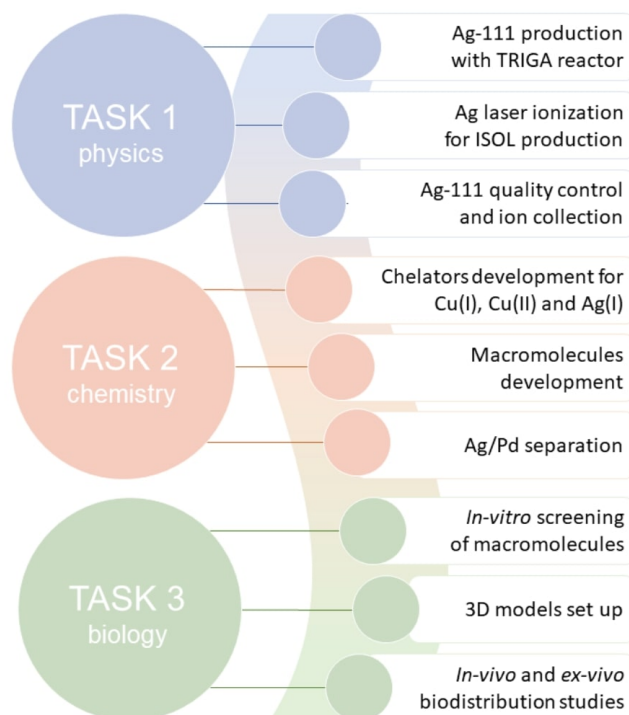 TASK 1
physics
Ag-111 production
with TRIGA reactor
Ag laser ionization
for ISOL production
Ag-111 quality control
and ion collection
TASK 2
chemistry
Chelators development for
Cu(I), Cu(II) and Ag(I)
Macromolecules
development
Ag/Pd separation
TASK 3
biology
In-vitro screening
of macromolecules
3D models set up
In-vivo and ex-vivo
biodistribution studies